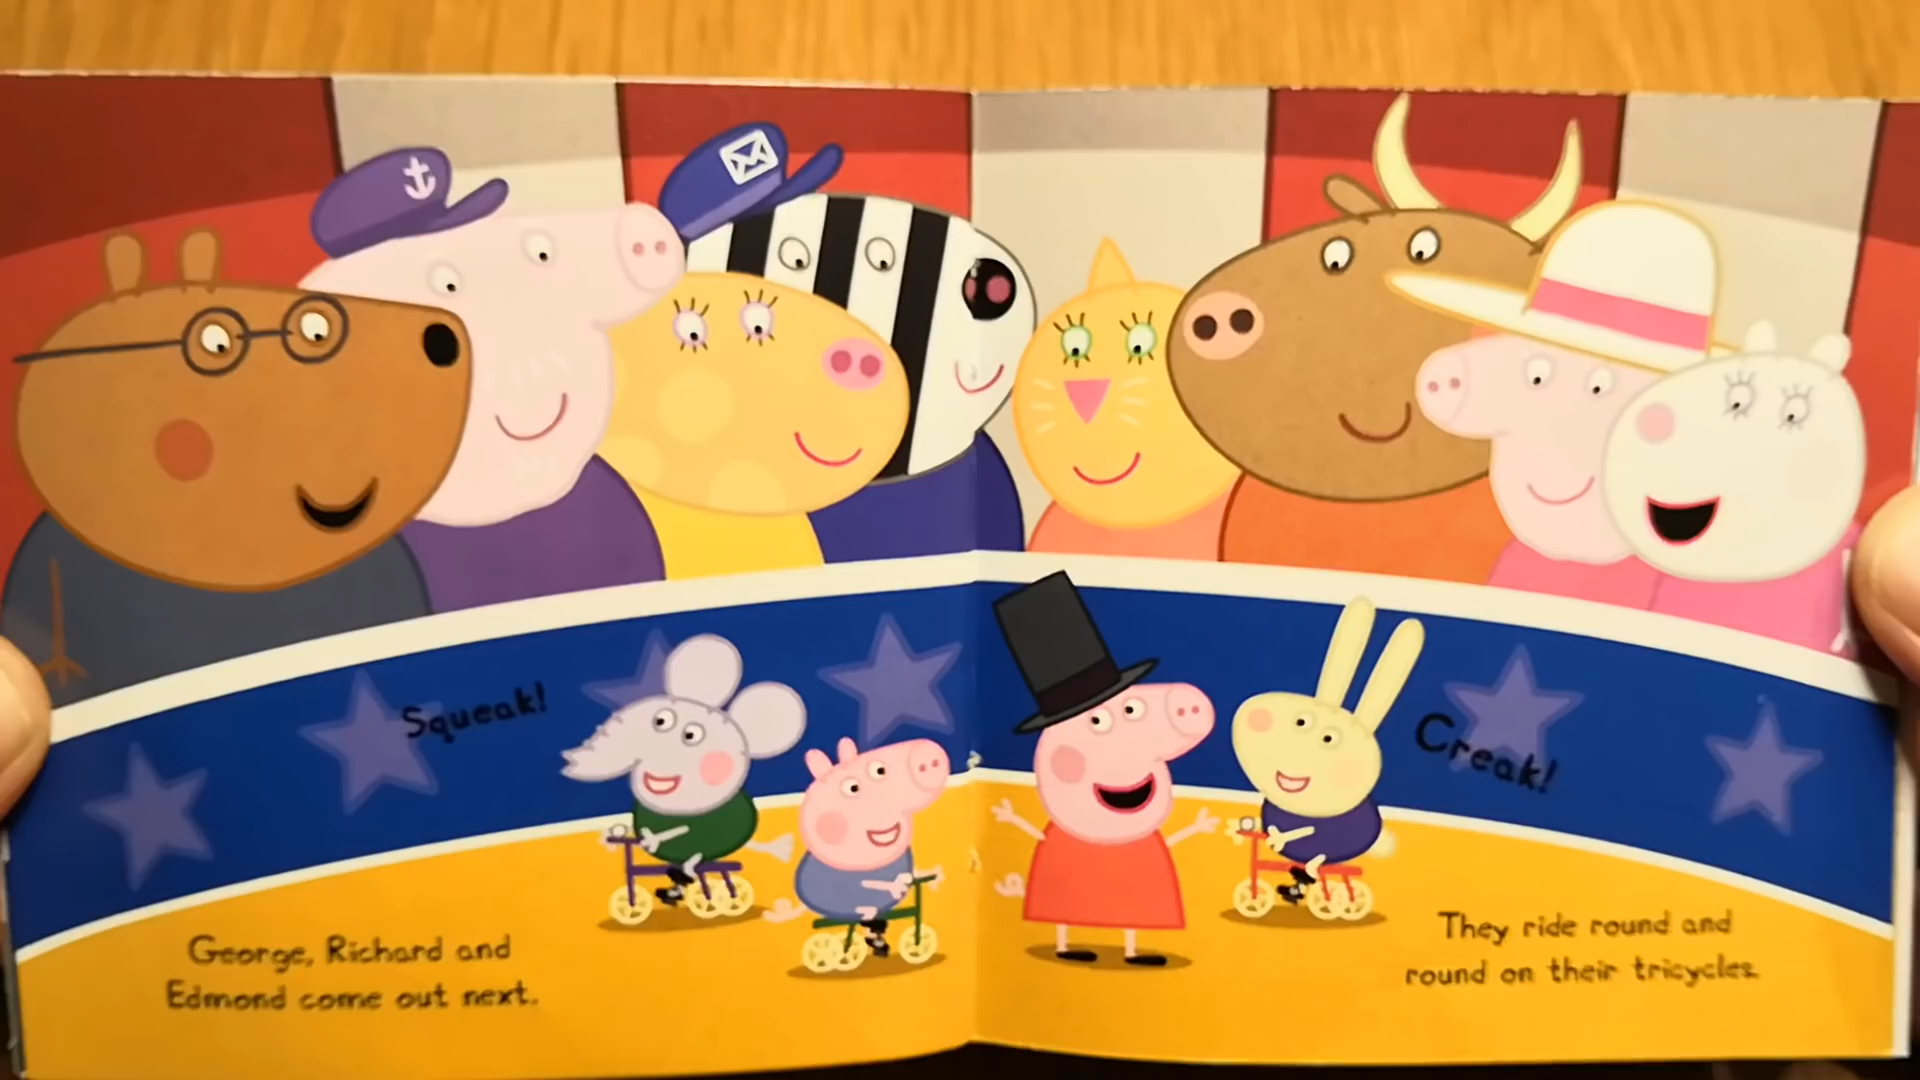 Squeak!
George, Richard and
Edmond come out next.
Creak!
They ride round and
round on their tricycles.